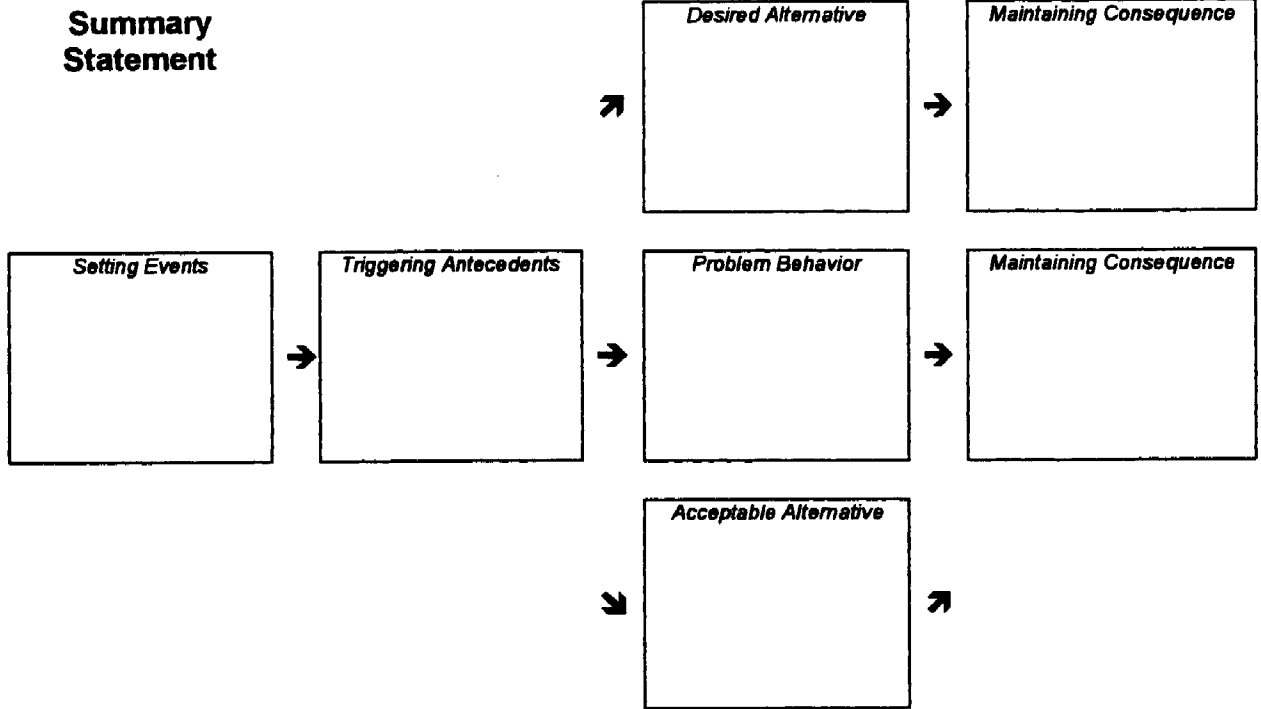 Summary
Statement
Desired Alternative
Maintaining Consequence
Setting Events
Triggering Antecedents
Problem Behavior
Maintaining Consequence
Acceptable Alternative